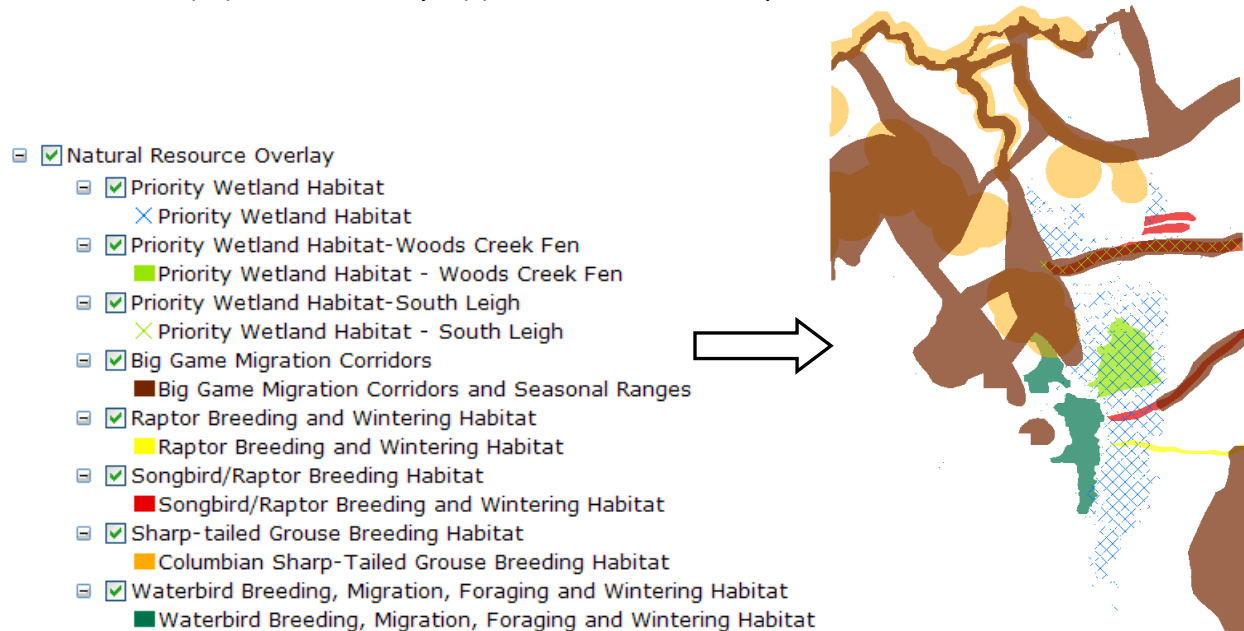 Natural Resource Overlay
Priority Wetland Habitat
Priority Wetland Habitat
Priority Wetland Habitat-Woods Creek Fen
Priority Wetland Habitat - Woods Creek Fen
Priority Wetland Habitat-South Leigh
Priority Wetland Habitat - South Leigh
Big Game Migration Corridors
Big Game Migration Corridors and Seasonal Ranges
Raptor Breeding and Wintering Habitat
Raptor Breeding and Wintering Habitat
Songbird/Raptor Breeding Habitat
Songbird/Raptor Breeding and Wintering Habitat
Sharp-tailed Grouse Breeding Habitat
Columbian Sharp-Tailed Grouse Breeding Habitat
Waterbird Breeding, Migration, Foraging and Wintering Habitat
Waterbird Breeding, Migration, Foraging and Wintering Habitat